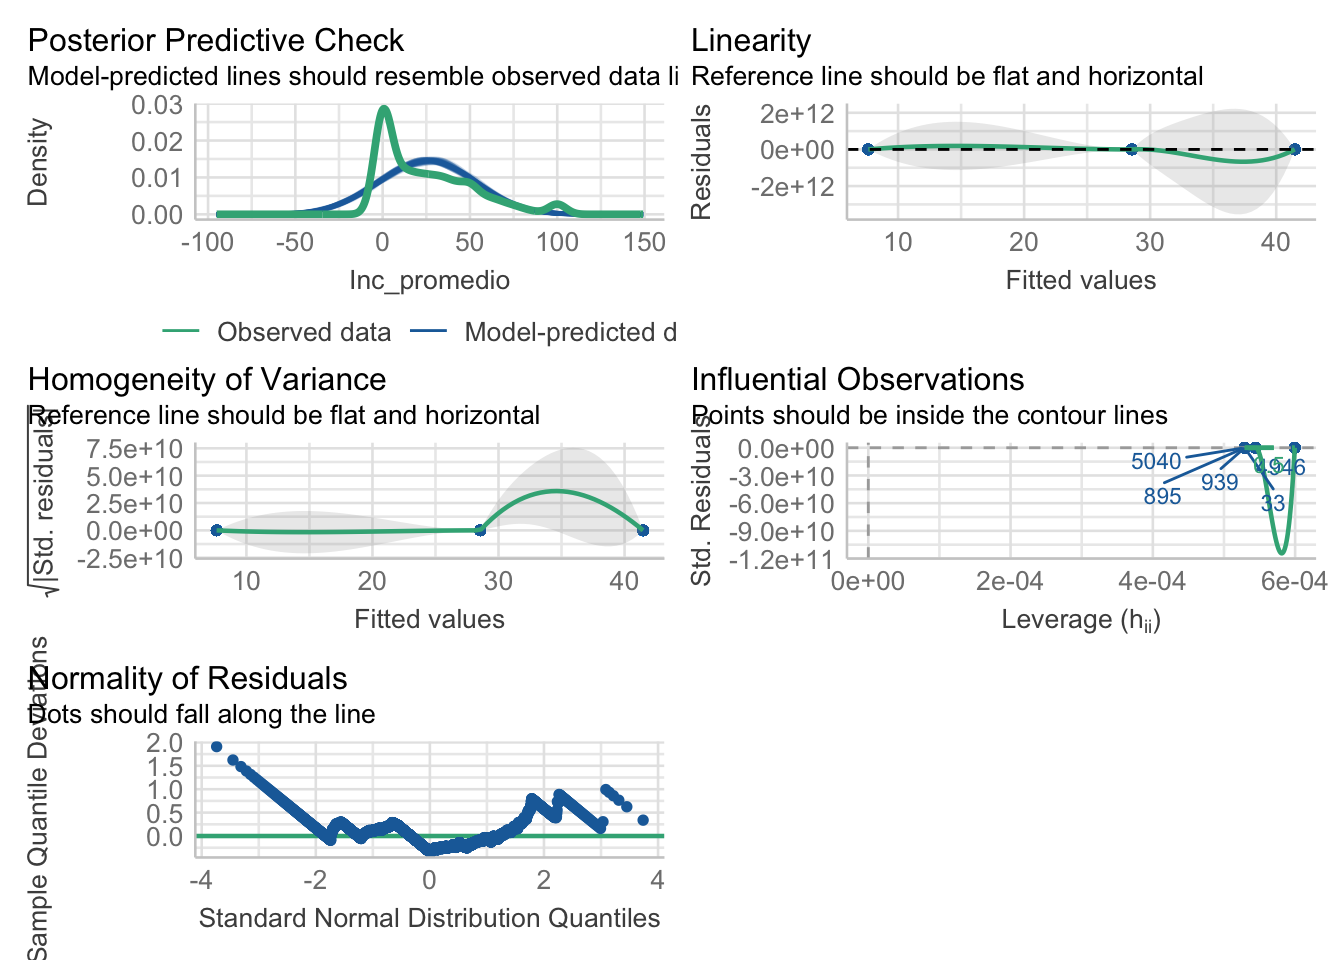 Posterior Predictive Check
Model-predicted lines should resemble observed data li
Density
0.03
0.02
0.01
0.00
-100 -50 0 50 100 150
Inc_promedio
Observed data Model-predicted d
Linearity
Reference line should be flat and horizontal
Residuals
2e+12
0e+00
-2e+12
10 20 30 40
Fitted values
Homogeneity of Variance
Reference line should be flat and horizontal
√|Std. residuals|
7.5e+10
5.0e+10
2.5e+10
0.0e+00
-2.5e+10
10 20 30 40
Fitted values
Influential Observations
Points should be inside the contour lines
Std. Residuals
0.0e+00
-3.0e+10
-6.0e+10
-9.0e+10
-1.2e+11
5040
895
939
4946
33
0e+00 2e-04 4e-04 6e-04
Leverage (hii)
Normality of Residuals
Dots should fall along the line
Sample Quantile Deviations
2.0
1.5
1.0
0.5
0.0
-4 -2 0 2 4
Standard Normal Distribution Quantiles